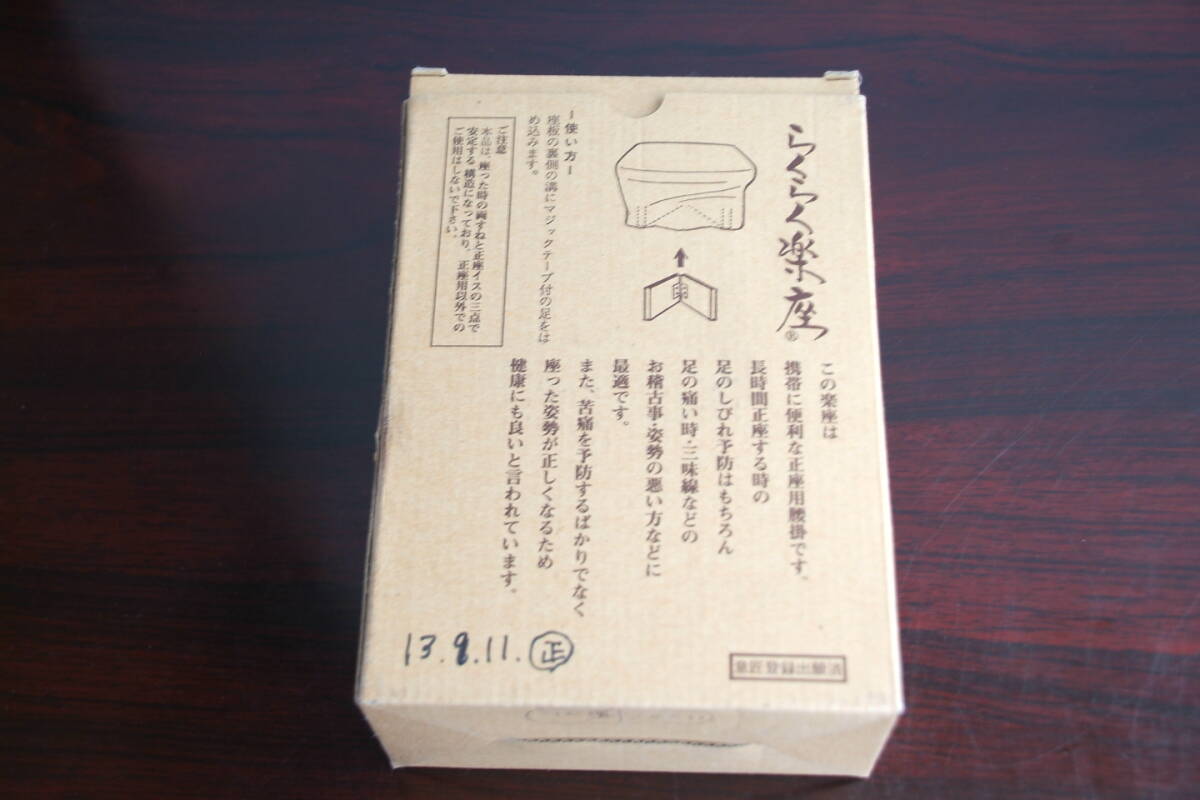 らくらく楽座®
この楽座は
携帯に便利な正座用腰掛です。
長時間正座する時の
足のしびれ予防はもちろん
足の痛い時・三味線などの
お稽古事・姿勢の悪い方などに
最適です。
また、苦痛を予防するばかりでなく
座った姿勢が正しくなるため
健康にも良いと言われています。
－使い方－
座板の裏側の溝にマジックテープ付の足をは
め込みます。
ご注意
本品は、座った時の両すねと正座イスの三点で
安定する構造になっており、正座用以外での
ご使用はしないで下さい。
意匠登録出願済
13.9.11. 正